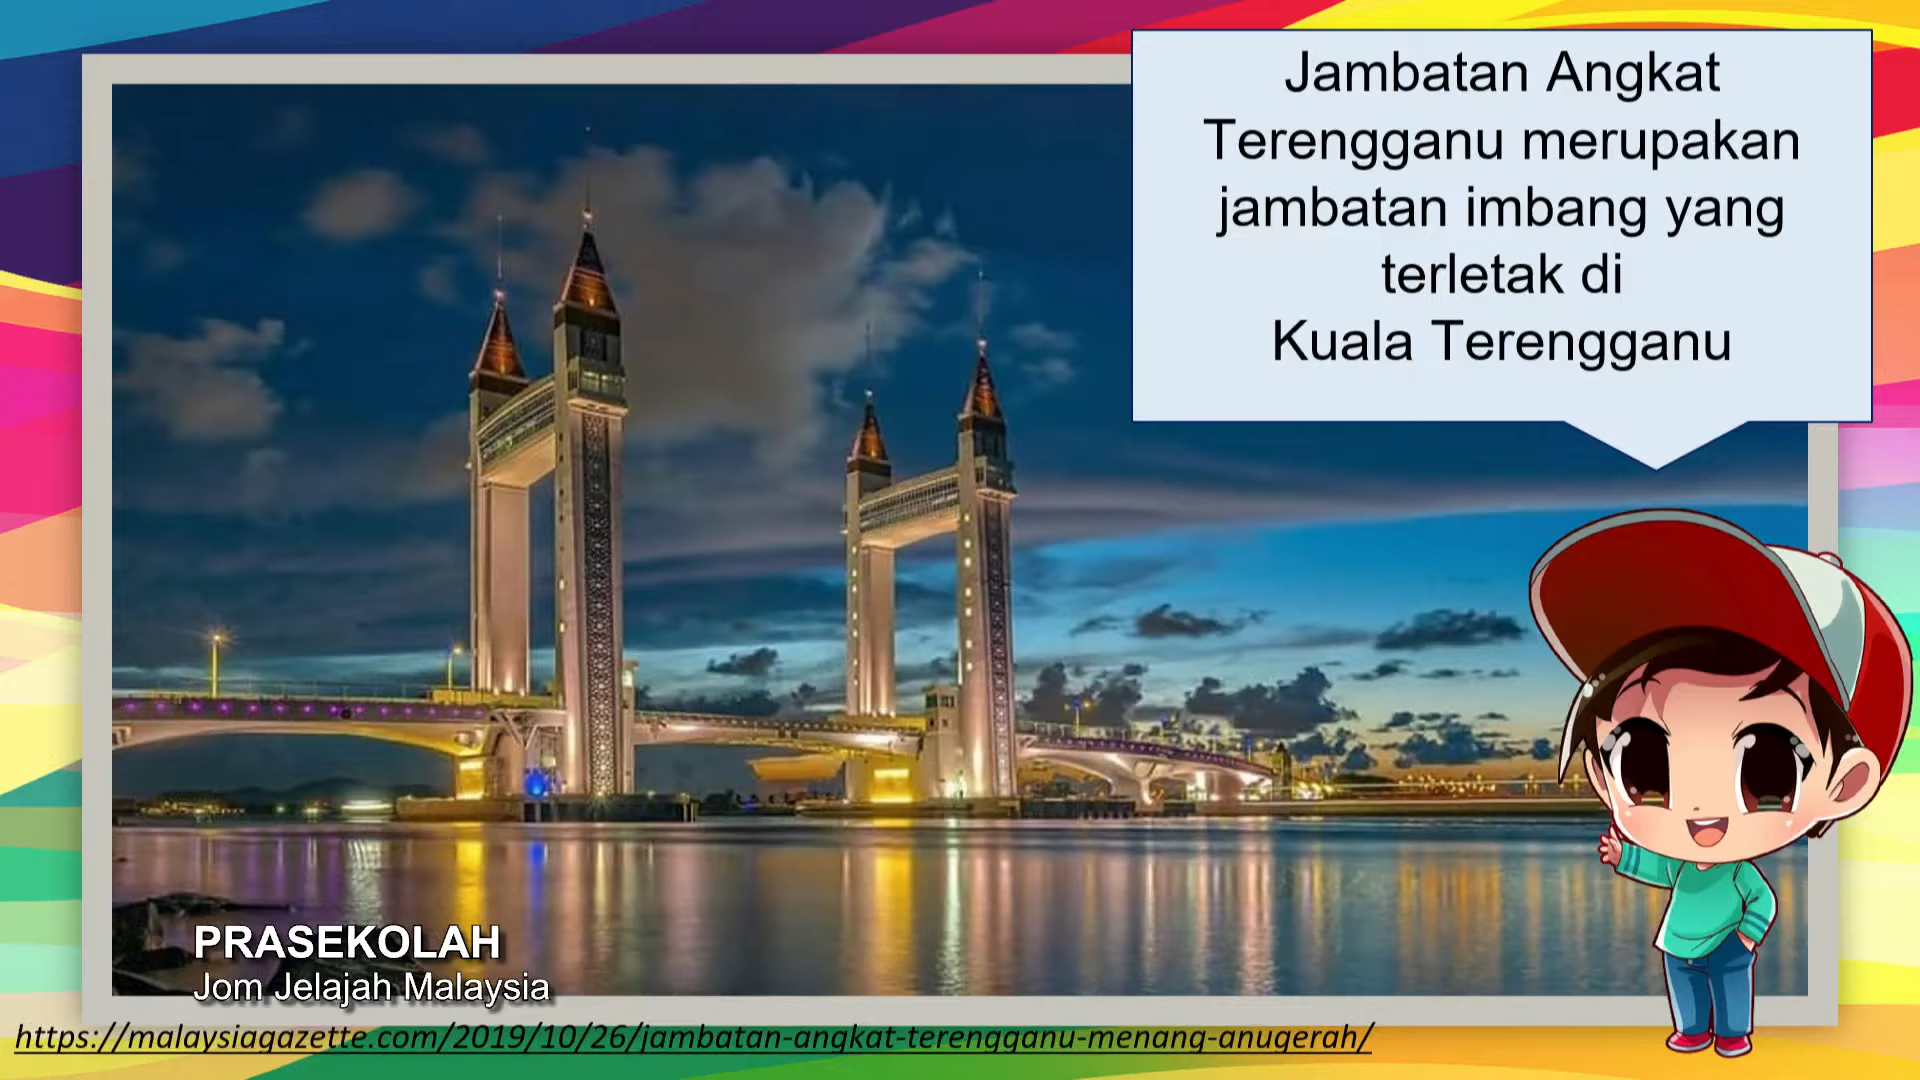 Jambatan Angkat
Terengganu merupakan
jambatan imbang yang
terletak di
Kuala Terengganu
PRASEKOLAH
Jom Jelajah Malaysia
https://malaysiagazette.com/2019/10/26/jambatan-angkat-terengganu-menang-anugerah/